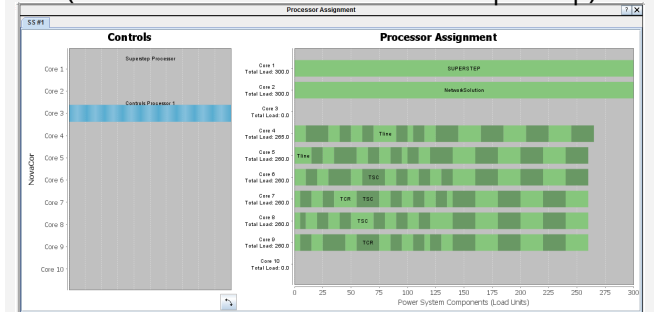 Processor Assignment
? X
SS #1
Controls
Superstep Processor
Controls Processor 1
Core 1
Core 2
Core 3
Core 4
Core 5
Core 6
Core 7
Core 8
Core 9
Core 10
NovaCor
Processor Assignment
Core 1
Total Load: 300.0
SUPERSTEP
Core 2
Total Load: 300.0
NetworkSolution
Core 3
Total Load: 0.0
Core 4
Total Load: 265.0
Tline
Core 5
Total Load: 260.0
Tline
Core 6
Total Load: 260.0
TSC
Core 7
Total Load: 260.0
TCR TSC
Core 8
Total Load: 260.0
TSC
Core 9
Total Load: 260.0
TCR
Core 10
Total Load: 0.0
0 25 50 75 100 125 150 175 200 225 250 275 300
Power System Components (Load Units)